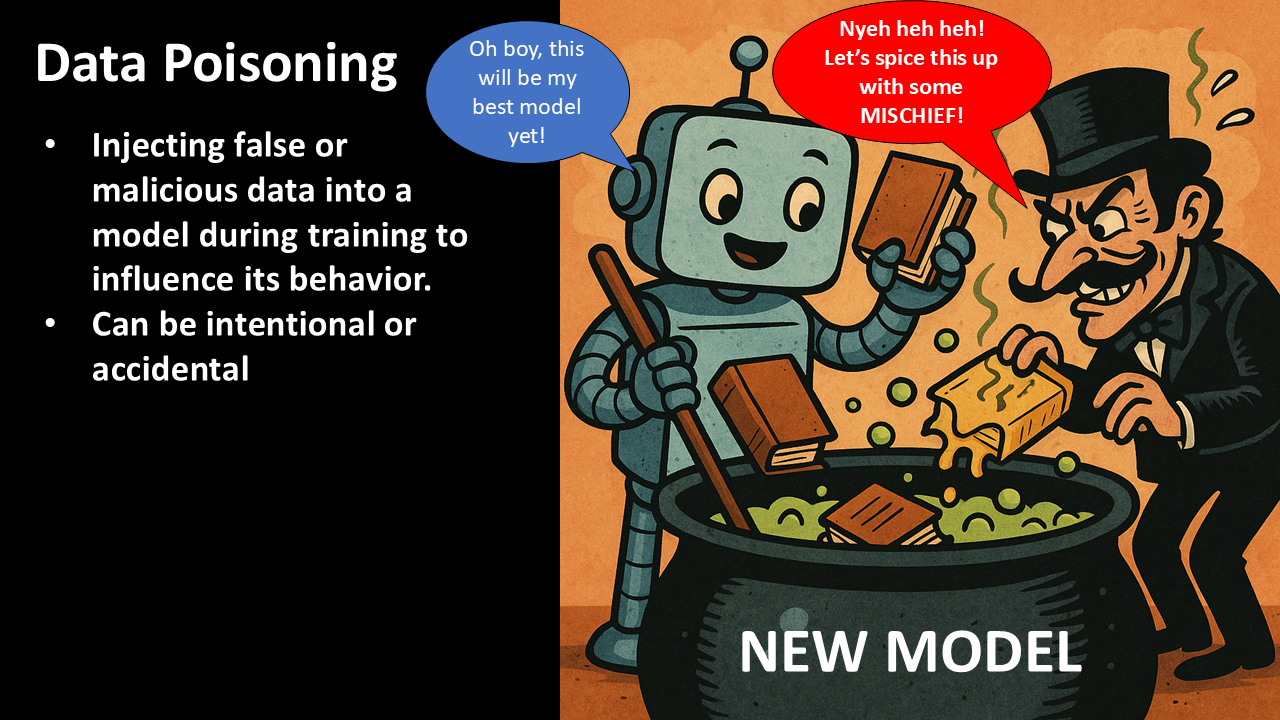 Data Poisoning
• Injecting false or
malicious data into a
model during training to
influence its behavior.
• Can be intentional or
accidental
Oh boy, this
will be my
best model
yet!
Nyeh heh heh!
Let’s spice this up
with some
MISCHIEF!
NEW MODEL